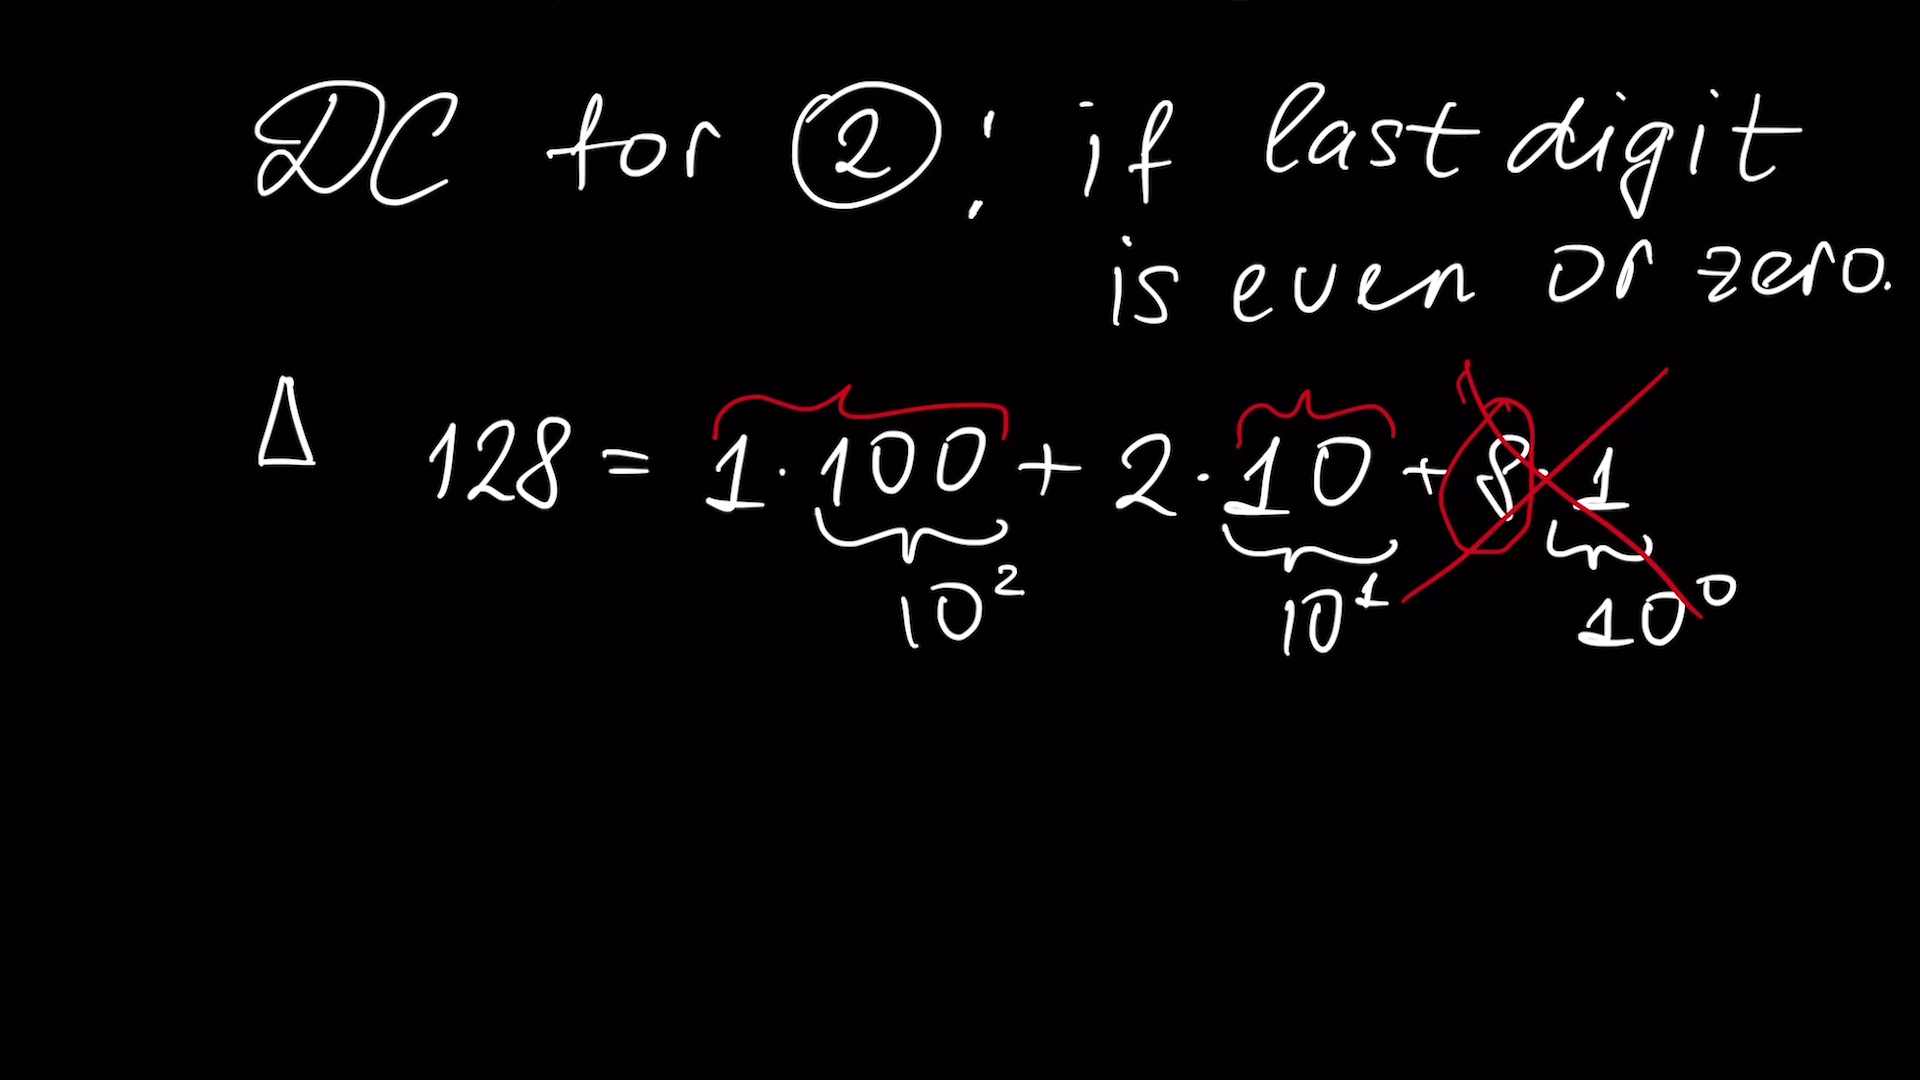 DC for 2: if last digit
is even or zero.
Δ 128 = 1·100 + 2·10 + 8·1
10² 10¹ 10⁰